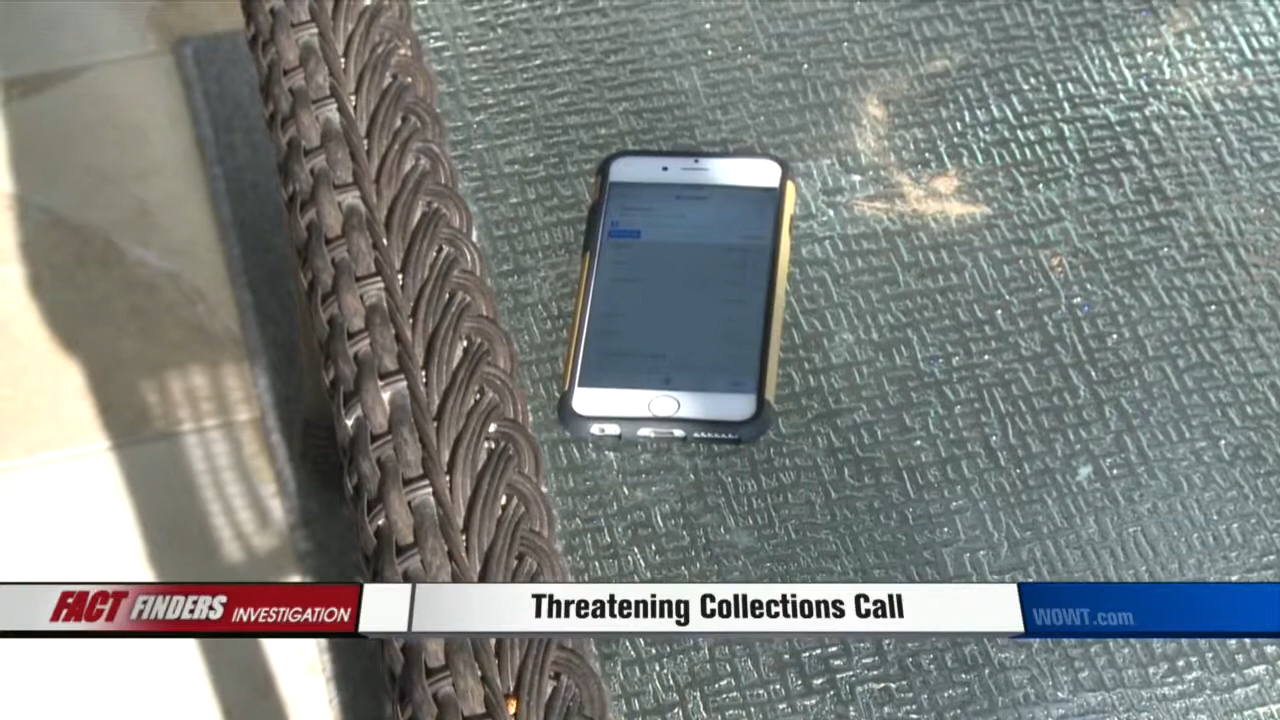 FACT FINDERS INVESTIGATION
Threatening Collections Call
WOWT.com